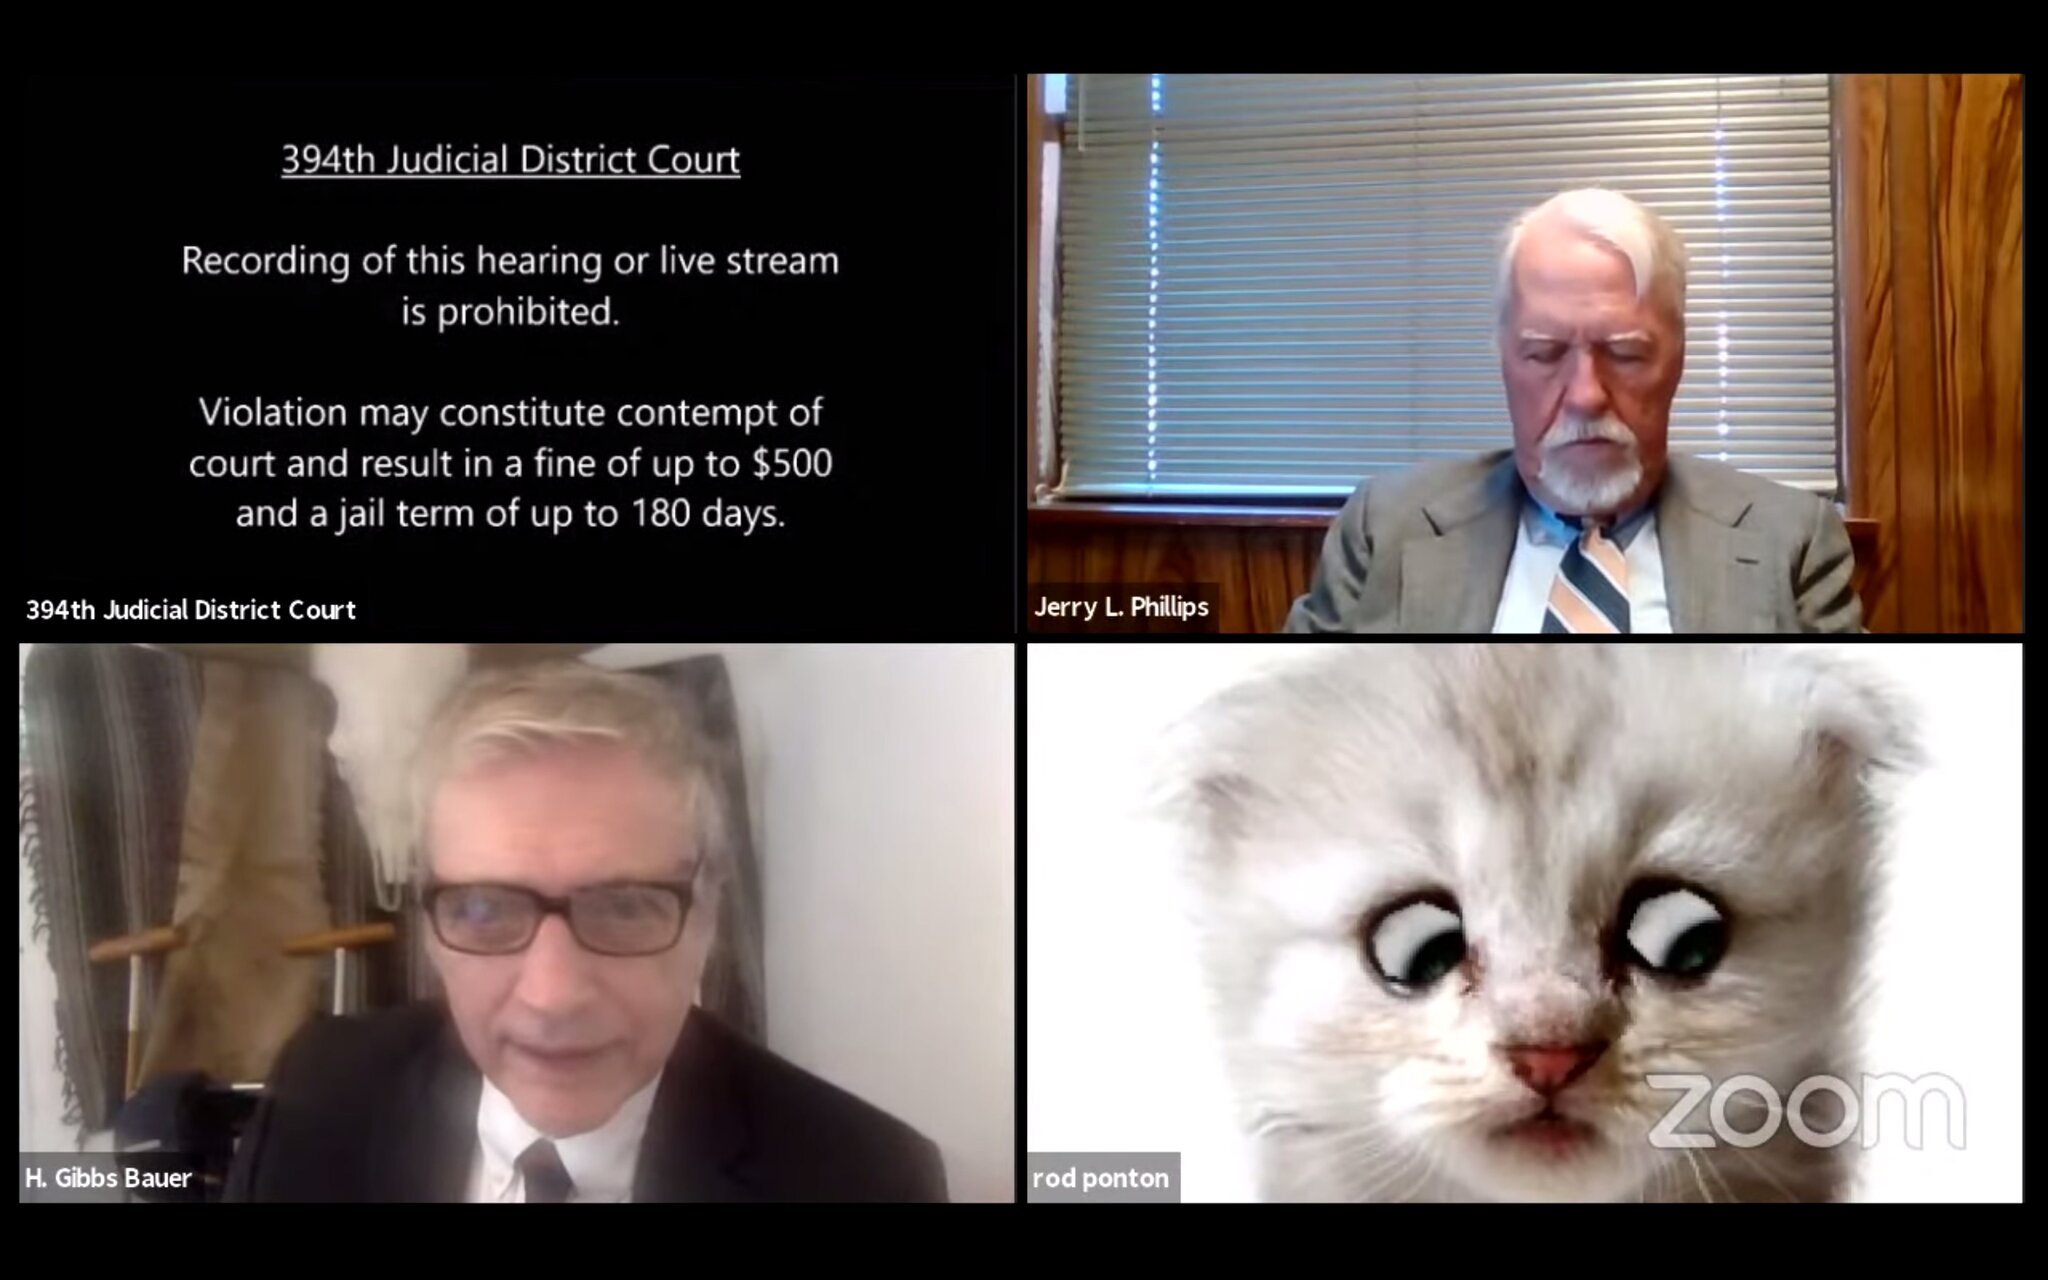 394th Judicial District Court
Recording of this hearing or live stream
is prohibited.
Violation may constitute contempt of
court and result in a fine of up to $500
and a jail term of up to 180 days.
394th Judicial District Court
Jerry L. Phillips
H. Gibbs Bauer
rod ponton
zoom